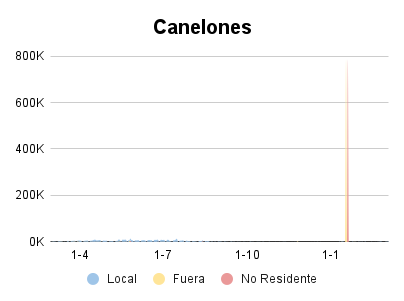 Canelones
800K
600K
400K
200K
0K
1-4 1-7 1-10 1-1
Local Fuera No Residente